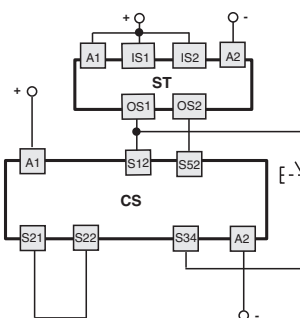 + -
A1 IS1 IS2 A2
ST
+ OS1 OS2
A1 S12 S52
CS
S21 S22 S34 A2
-